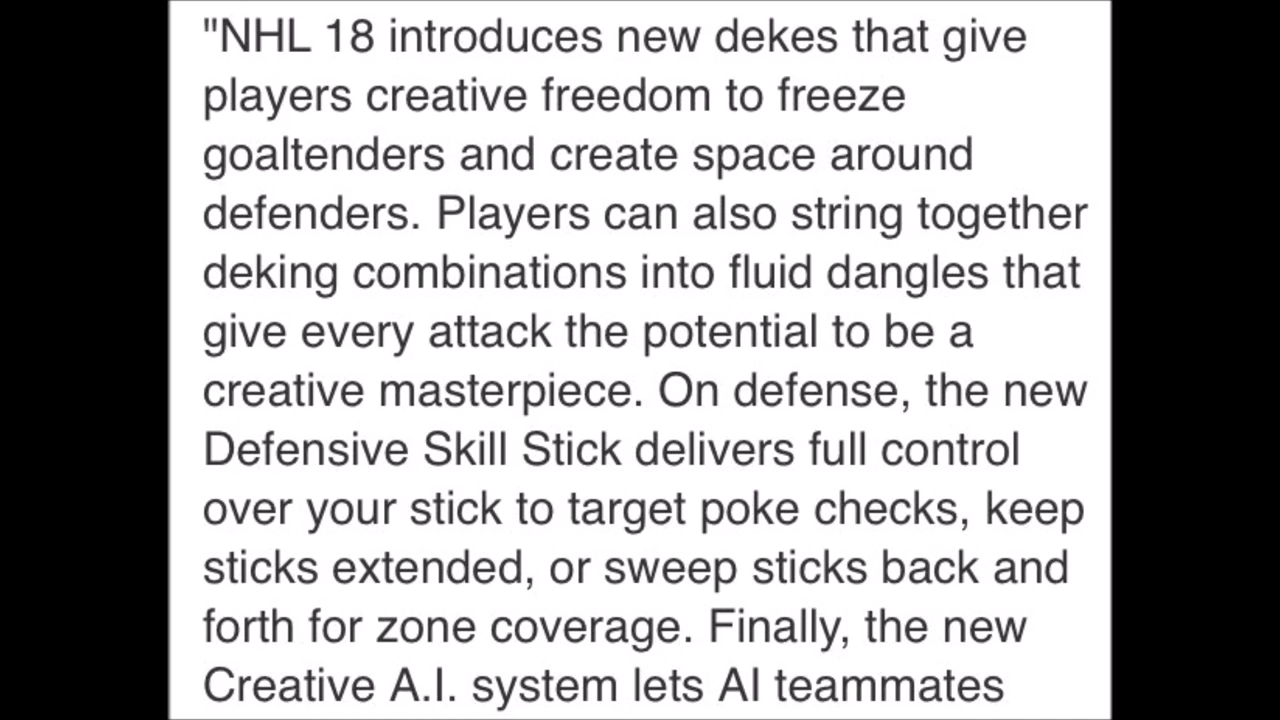 "NHL 18 introduces new dekes that give
players creative freedom to freeze
goaltenders and create space around
defenders. Players can also string together
deking combinations into fluid dangles that
give every attack the potential to be a
creative masterpiece. On defense, the new
Defensive Skill Stick delivers full control
over your stick to target poke checks, keep
sticks extended, or sweep sticks back and
forth for zone coverage. Finally, the new
Creative A.I. system lets AI teammates